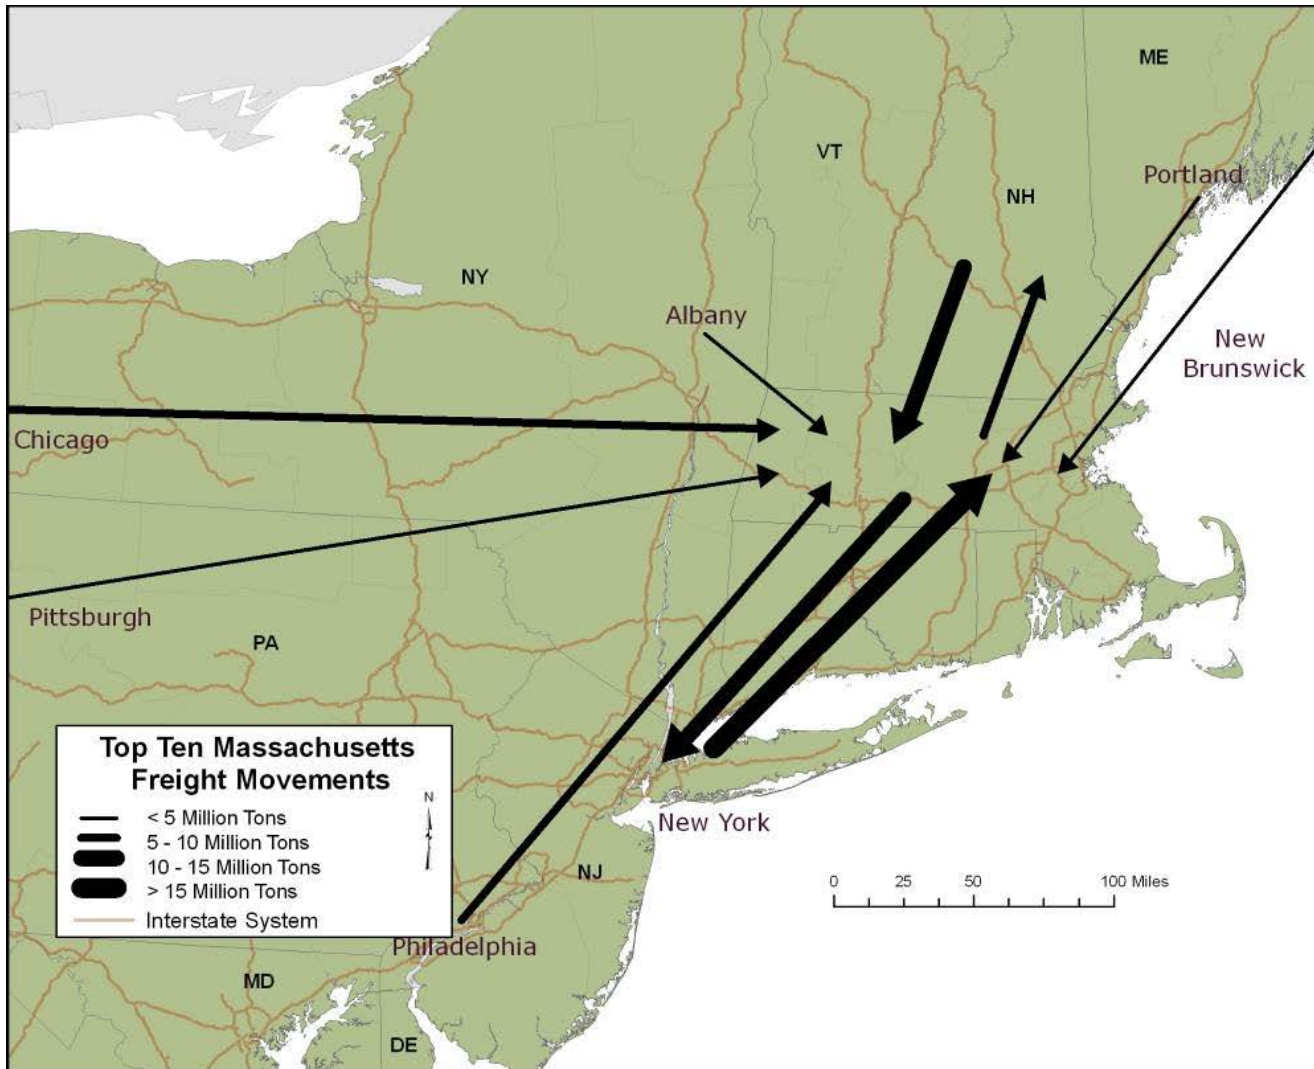 ME
VT
Portland
NH
NY
Albany
New
Brunswick
Chicago
Pittsburgh
PA
Top Ten Massachusetts
Freight Movements
N
< 5 Million Tons
5 - 10 Million Tons
10 - 15 Million Tons
> 15 Million Tons
Interstate System
New York
NJ
0 25 50 100 Miles
Philadelphia
MD
DE